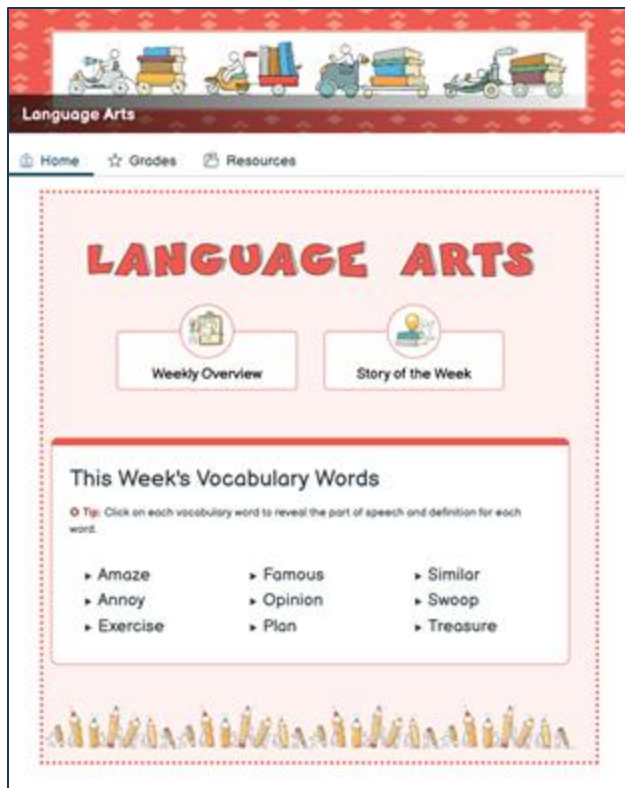 Language Arts
Home Grades Resources
LANGUAGE ARTS
Weekly Overview Story of the Week
This Week's Vocabulary Words
Tip: Click on each vocabulary word to reveal the part of speech and definition for each
word.
Amaze Famous Similar
Annoy Opinion Swoop
Exercise Plan Treasure